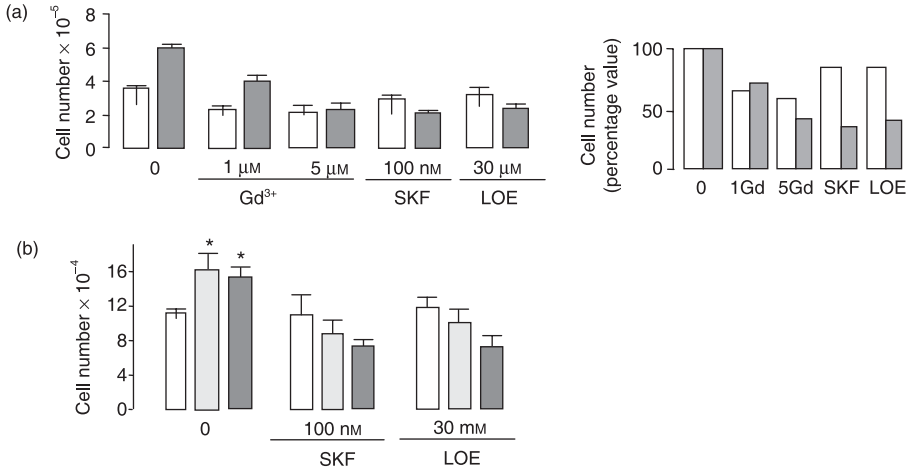 (a)
Cell number × 10⁻⁵
8
6
4
2
0
0
1 µM
5 µM
100 nM
30 µM
Gd³⁺
SKF
LOE
Cell number
(percentage value)
100
50
0
0
1Gd
5Gd
SKF
LOE
(b)
Cell number × 10⁻⁴
16
12
8
4
0
*
*
0
100 nM
30 mM
SKF
LOE